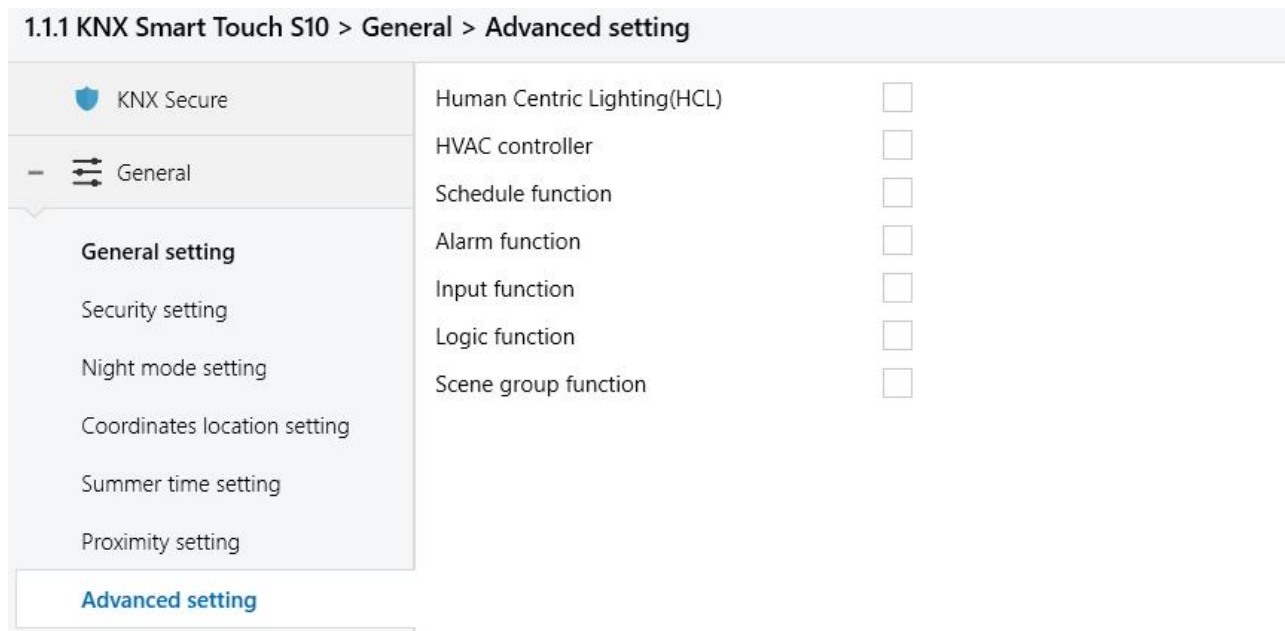 1.1.1 KNX Smart Touch S10 > General > Advanced setting
KNX Secure
General
General setting
Security setting
Night mode setting
Coordinates location setting
Summer time setting
Proximity setting
Advanced setting
Human Centric Lighting(HCL)
HVAC controller
Schedule function
Alarm function
Input function
Logic function
Scene group function